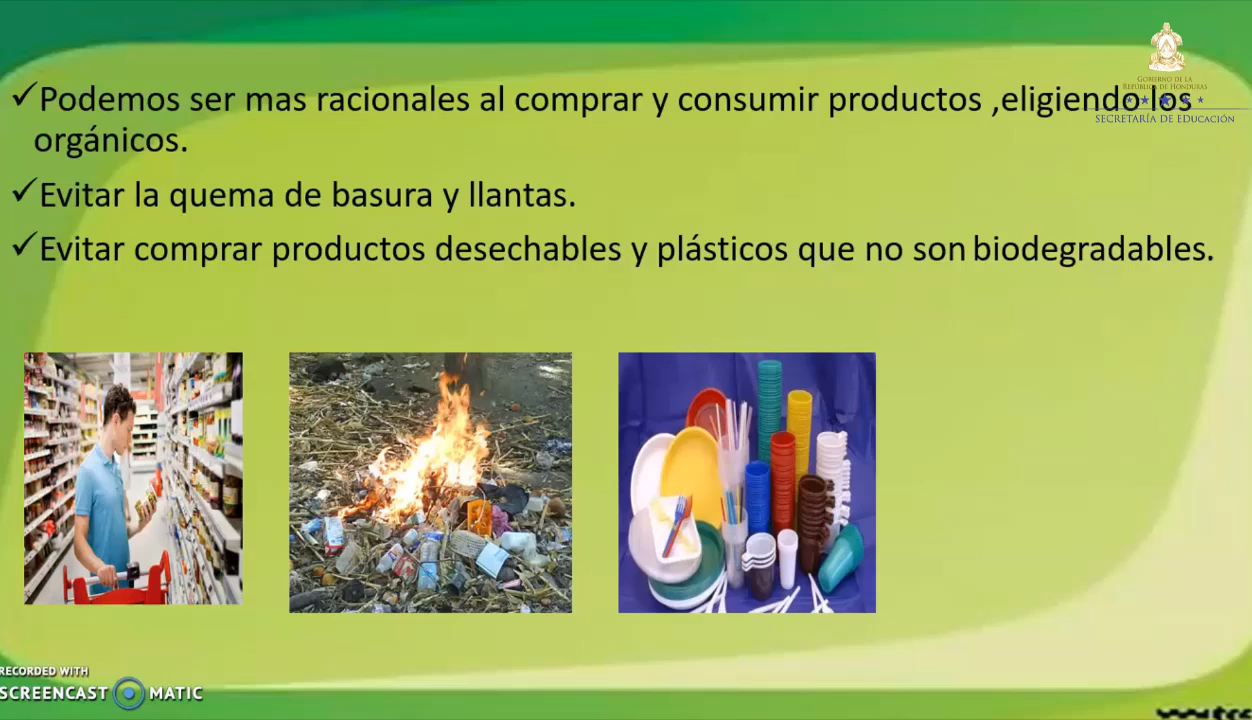 GOBIERNO DE LA
REPÚBLICA DE HONDURAS
SECRETARÍA DE EDUCACIÓN
✓Podemos ser mas racionales al comprar y consumir productos ,eligiendo los
orgánicos.
✓Evitar la quema de basura y llantas.
✓Evitar comprar productos desechables y plásticos que no son biodegradables.
RECORDED WITH
SCREENCAST MATIC